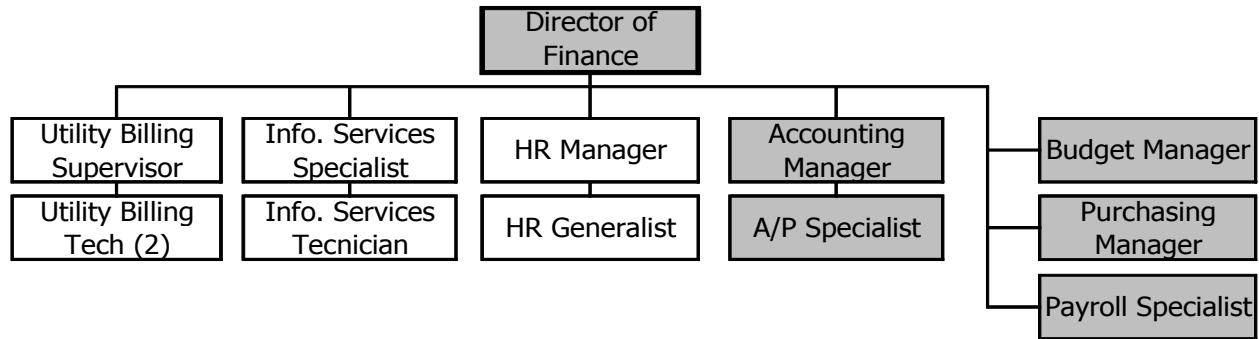 Director of
Finance
Utility Billing
Supervisor
Info. Services
Specialist
HR Manager
Accounting
Manager
Budget Manager
Utility Billing
Tech (2)
Info. Services
Tecnician
HR Generalist
A/P Specialist
Purchasing
Manager
Payroll Specialist